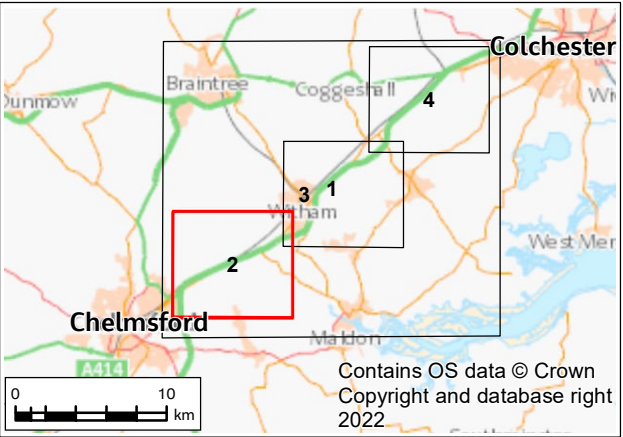 Colchester
Braintree
Coggeshall
Dunmow
4
3
1
Witham
West Mer
2
Chelmsford
Maldon
A414
0 10
km
Contains OS data © Crown
Copyright and database right
2022